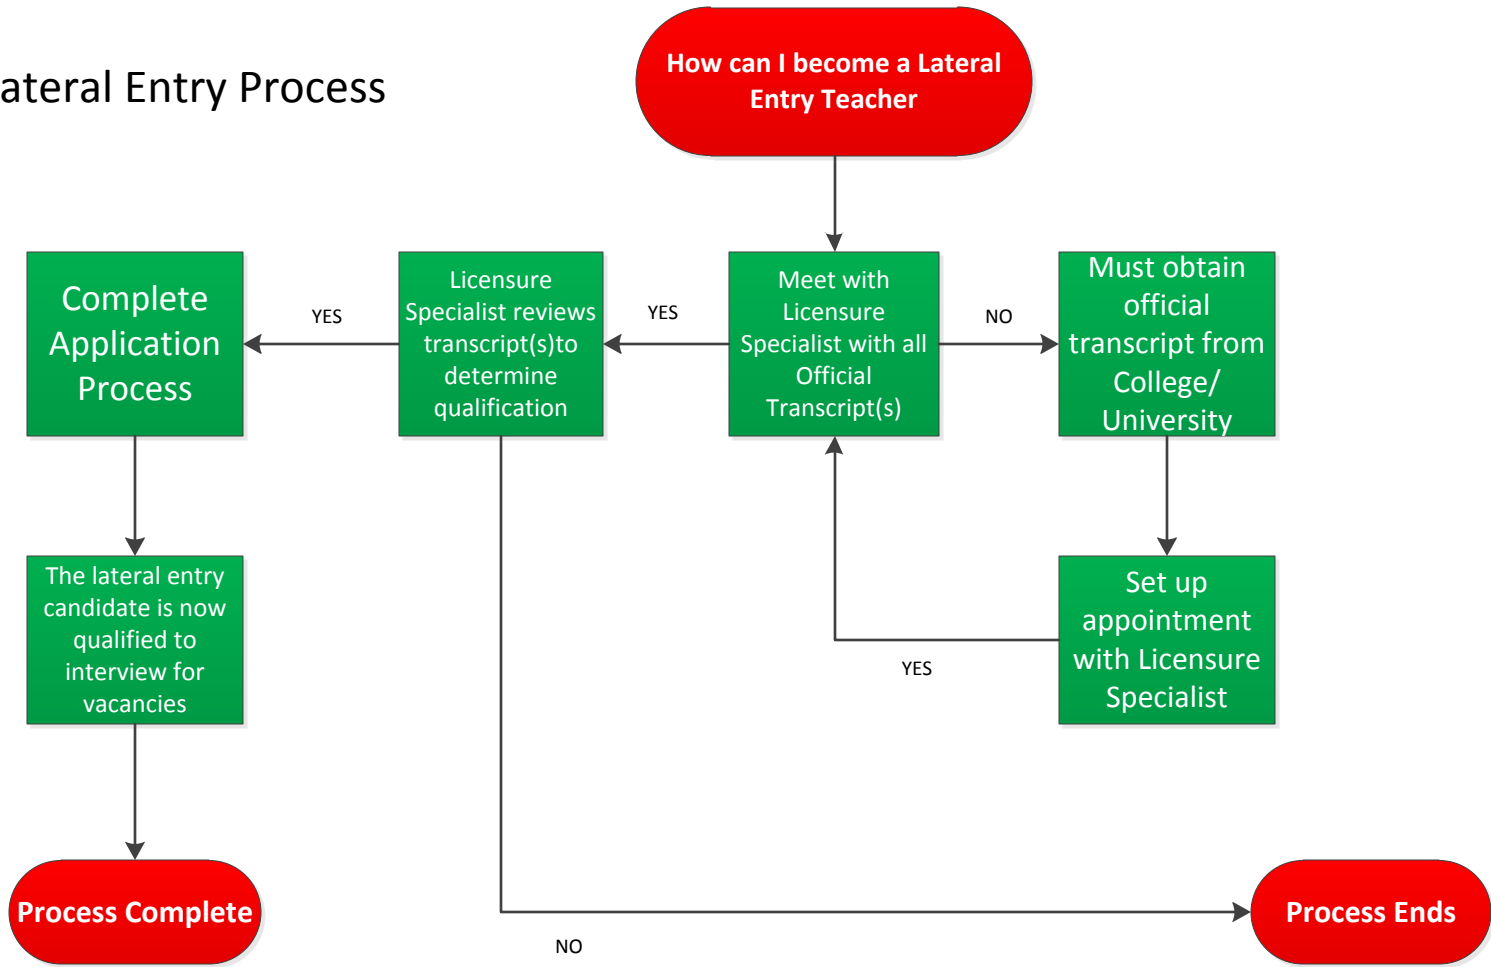 How can I become a Lateral
Entry Teacher
ateral Entry Process
Complete
Application
Process
YES
Licensure
Specialist reviews
transcript(s)to
determine
qualification
YES
Meet with
Licensure
Specialist with all
Official
Transcript(s)
NO
Must obtain
official
transcript from
College/
University
The lateral entry
candidate is now
qualified to
interview for
vacancies
YES
Set up
appointment
with Licensure
Specialist
Process Complete
NO
Process Ends